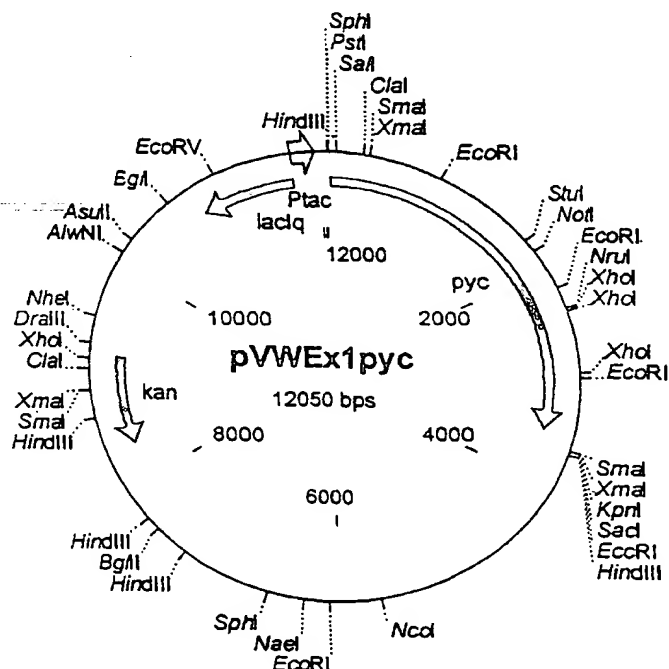 SphI
PstI
SalI
ClaI
SmaI
XmaI
HindIII
EcoRI
EcoRV
BglI
StuI
NotI
AsuII
AlwNI
Ptac
lacIq
EcoRI
NruI
XhoI
XhoI
12000
pyc
NheI
DraIII
XhoI
ClaI
10000
2000
pVWEx1pyc
12050 bps
XhoI
EcoRI
kan
XmaI
SmaI
HindIII
8000
4000
SmaI
XmaI
KpnI
SacI
EccRI
HindIII
6000
HindIII
BglII
HindIII
SphI
NaeI
EcoRI
NcoI